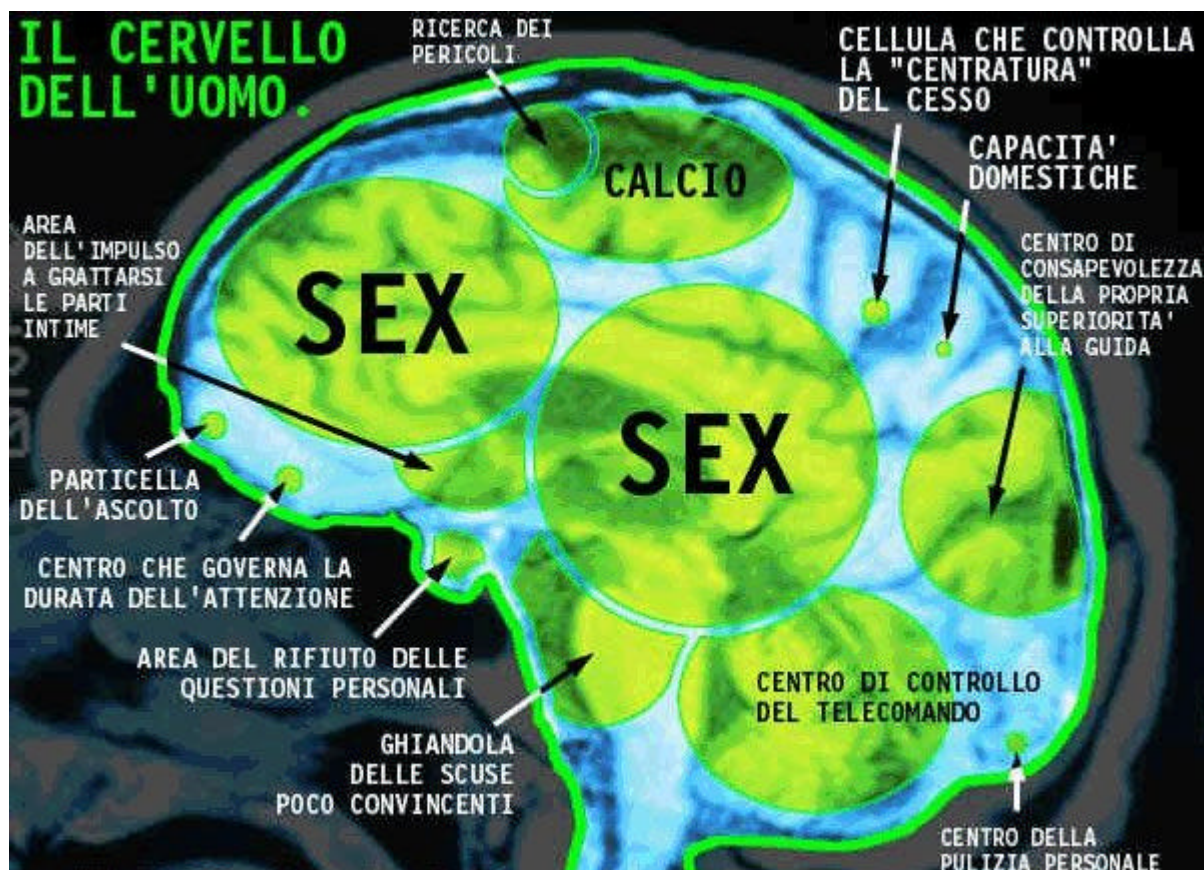 IL CERVELLO
DELL'UOMO.
RICERCA DEI
PERICOLI
CELLULA CHE CONTROLLA
LA "CENTRATURA"
DEL CESSO
CAPACITA'
DOMESTICHE
CALCIO
AREA
DELL'IMPULSO
A GRATTARSI
LE PARTI
INTIME
CENTRO DI
CONSAPEVOLEZZA
DELLA PROPRIA
SUPERIORITA'
ALLA GUIDA
SEX
SEX
PARTICELLA
DELL'ASCOLTO
CENTRO CHE GOVERNA LA
DURATA DELL'ATTENZIONE
AREA DEL RIFIUTO DELLE
QUESTIONI PERSONALI
CENTRO DI CONTROLLO
DEL TELECOMANDO
GHIANDOLA
DELLE SCUSE
POCO CONVINCENTI
CENTRO DELLA
PULIZIA PERSONALE